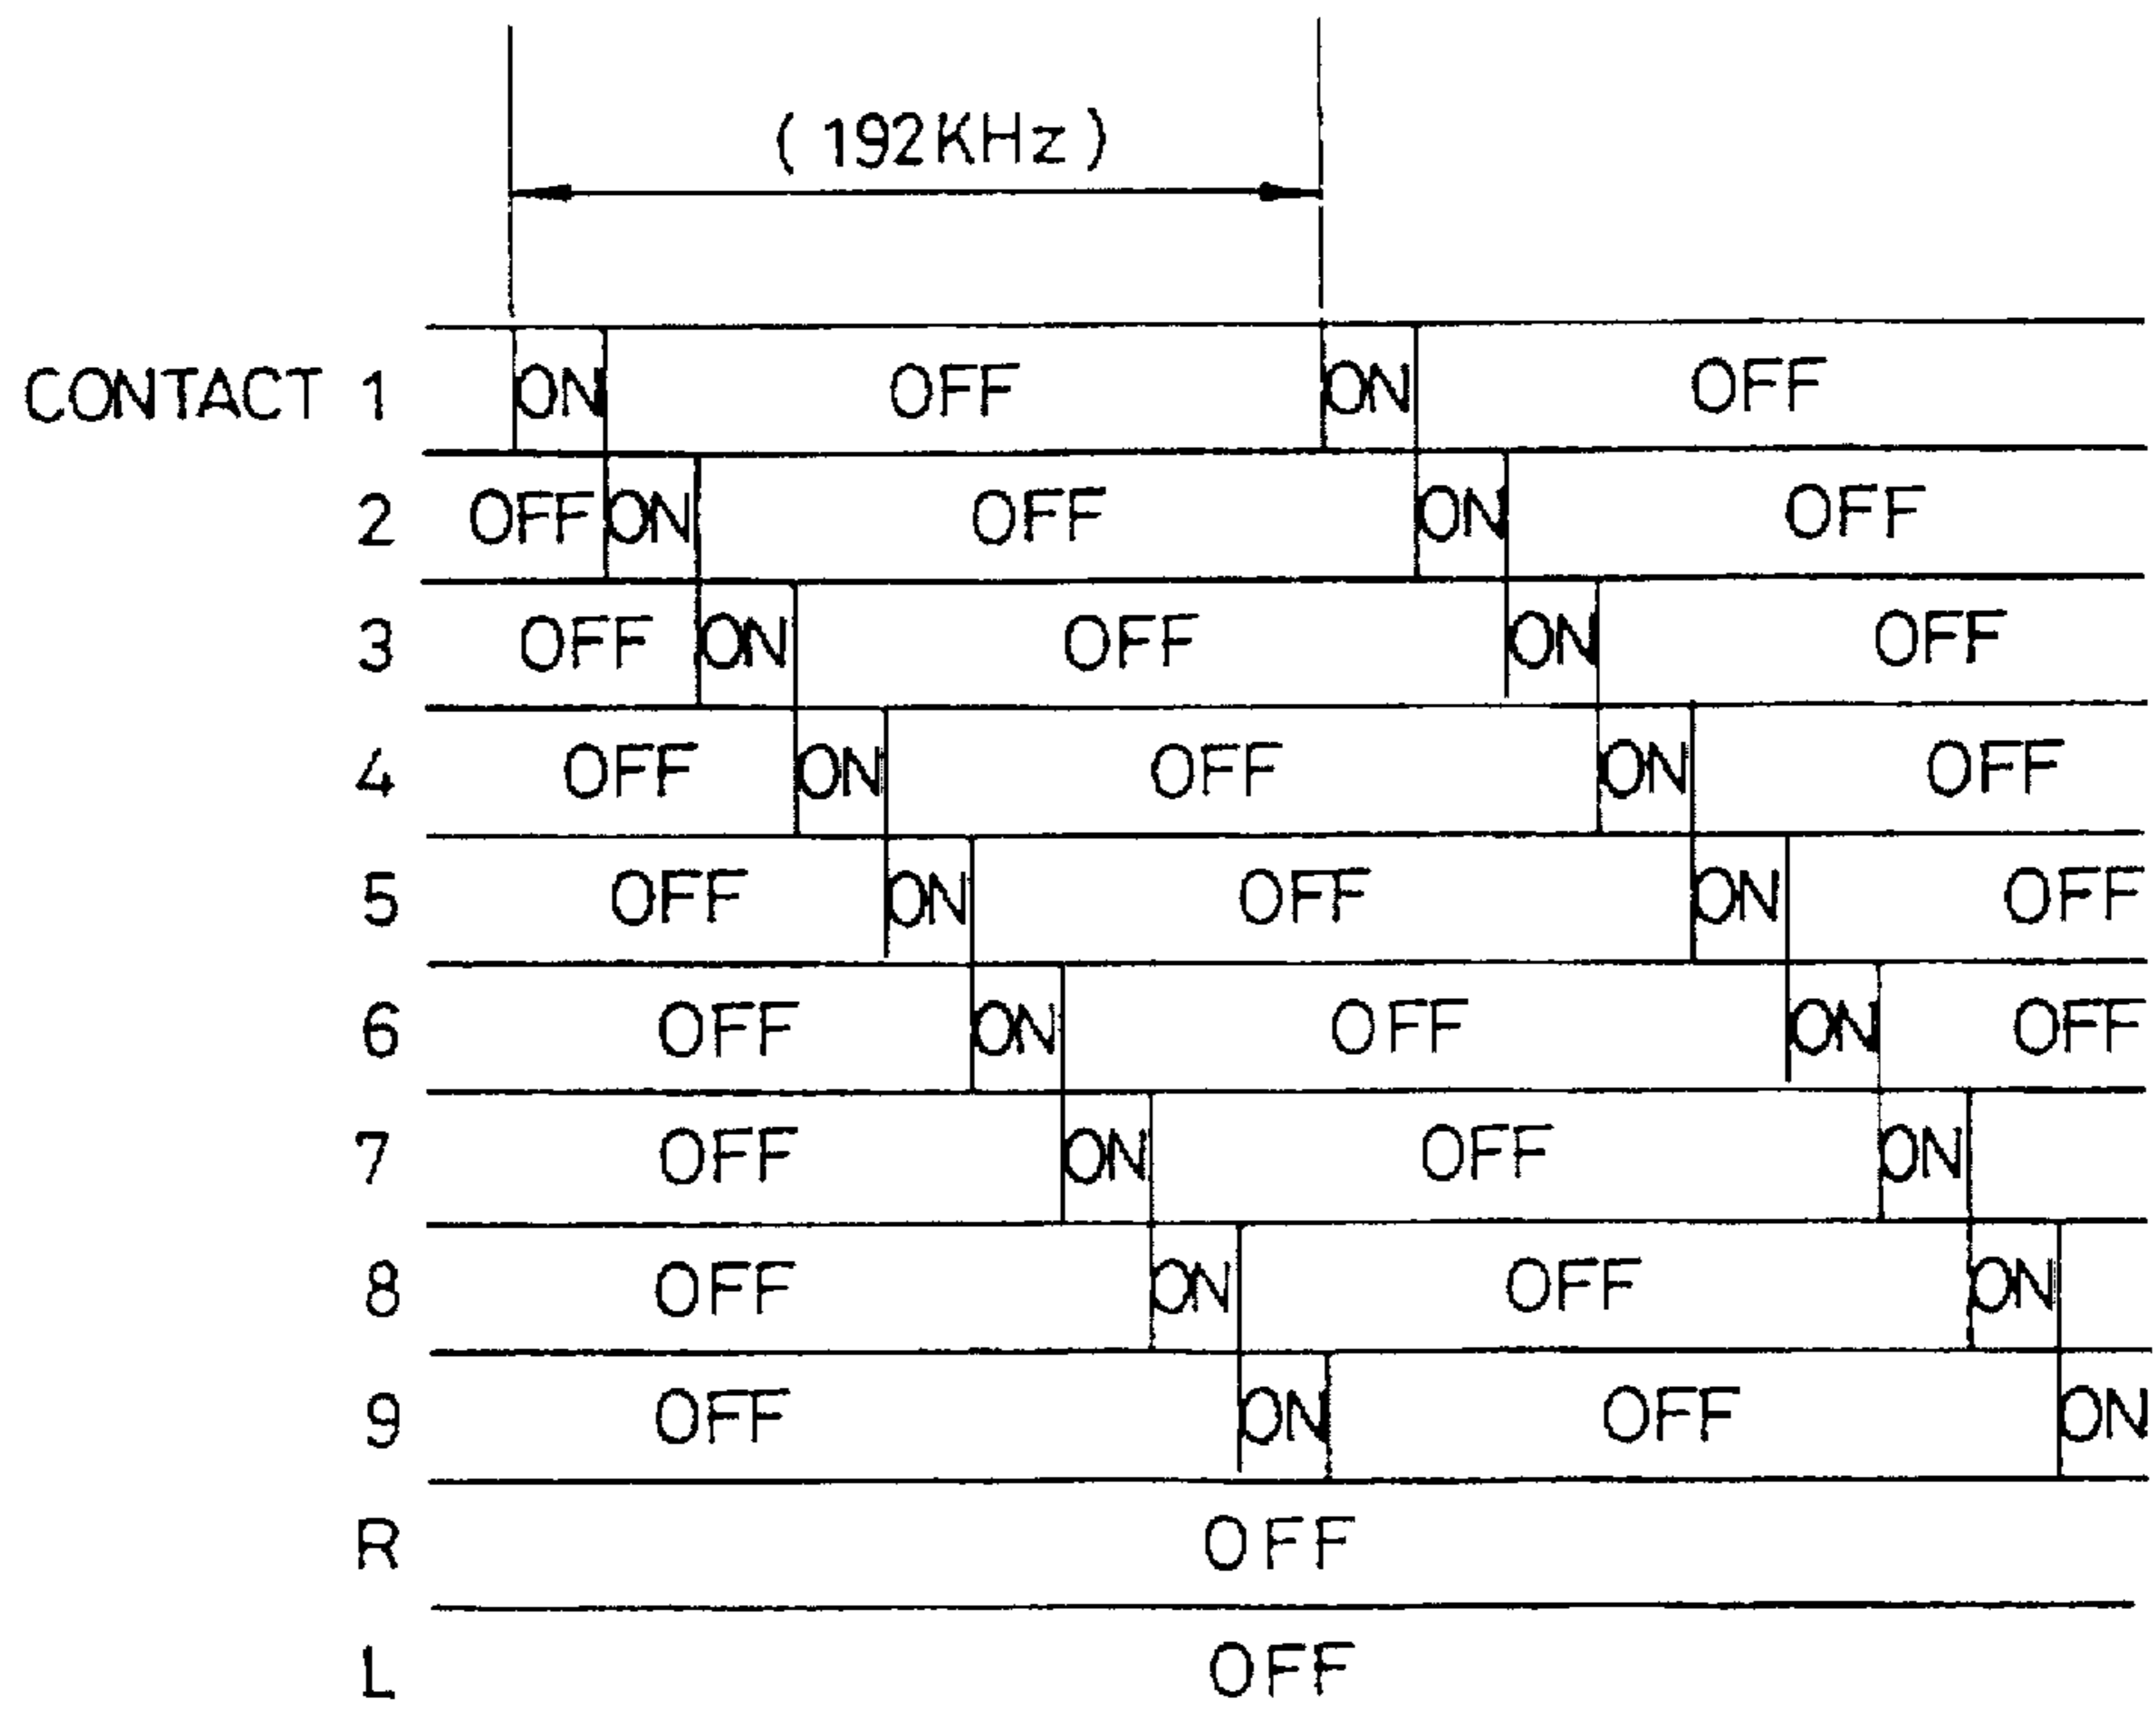 ( 192KHz )
CONTACT 1 ON OFF ON OFF
2 OFF ON OFF ON OFF
3 OFF ON OFF ON OFF
4 OFF ON OFF ON OFF
5 OFF ON OFF ON OFF
6 OFF ON OFF ON OFF
7 OFF ON OFF ON
8 OFF ON OFF ON
9 OFF ON OFF ON
R OFF
L OFF